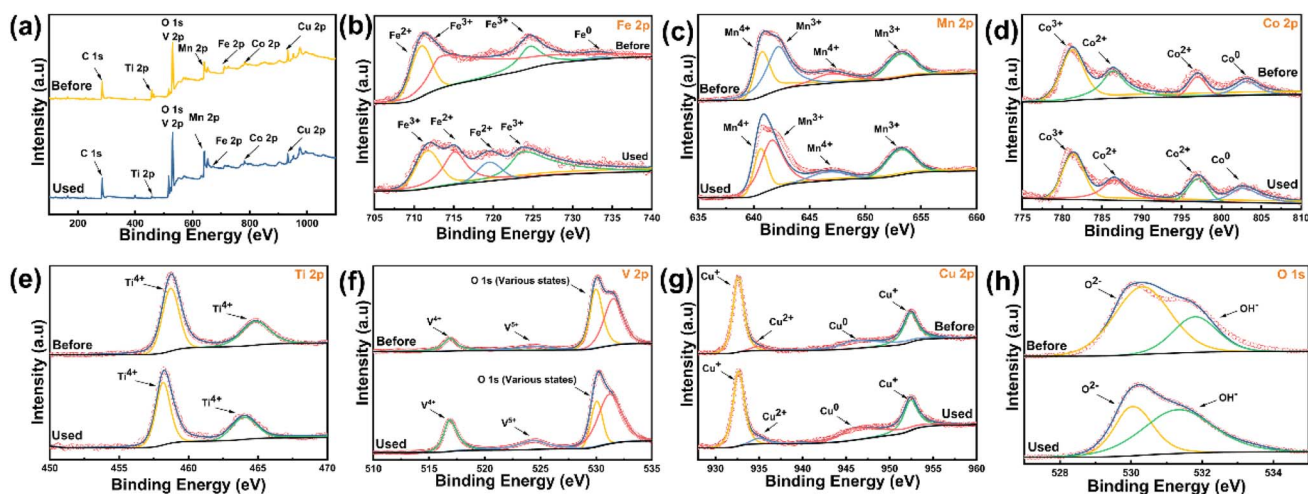 (a)
Intensity (a.u)
O 1s
V 2p
Mn 2p
Fe 2p
Co 2p
Cu 2p
C 1s
Ti 2p
Before
O 1s
V 2p
Mn 2p
Fe 2p
Co 2p
Cu 2p
C 1s
Ti 2p
Used
200 400 600 800 1000
Binding Energy (eV)
(b)
Intensity (a.u)
Fe 2p
Fe2+ Fe3+ Fe3+ Fe0
Before
Fe3+ Fe2+ Fe2+ Fe3+
Used
705 710 715 720 725 730 735 740
Binding Energy (eV)
(c)
Intensity (a.u)
Mn 2p
Mn4+ Mn3+ Mn4+ Mn3+
Before
Mn4+ Mn3+ Mn4+ Mn3+
Used
635 640 645 650 655 660
Binding Energy (eV)
(d)
Intensity (a.u)
Co 2p
Co3+ Co2+ Co2+ Co0
Before
Co3+ Co2+ Co2+ Co0
Used
775 780 785 790 795 800 805 810
Binding Energy (eV)
(e)
Intensity (a.u)
Ti 2p
Ti4+ Ti4+
Before
Ti4+ Ti4+
Used
450 455 460 465 470
Binding Energy (eV)
(f)
Intensity (a.u)
V 2p
O 1s (Various states)
V4+ V5+
Before
O 1s (Various states)
V4+ V5+
Used
510 515 520 525 530 535
Binding Energy (eV)
(g)
Intensity (a.u)
Cu 2p
Cu+ Cu2+ Cu0 Cu+
Before
Cu+ Cu2+ Cu0 Cu+
Used
930 935 940 945 950 955 960
Binding Energy (eV)
(h)
Intensity (a.u)
O 1s
O2- OH-
Before
O2- OH-
Used
528 530 532 534
Binding Energy (eV)